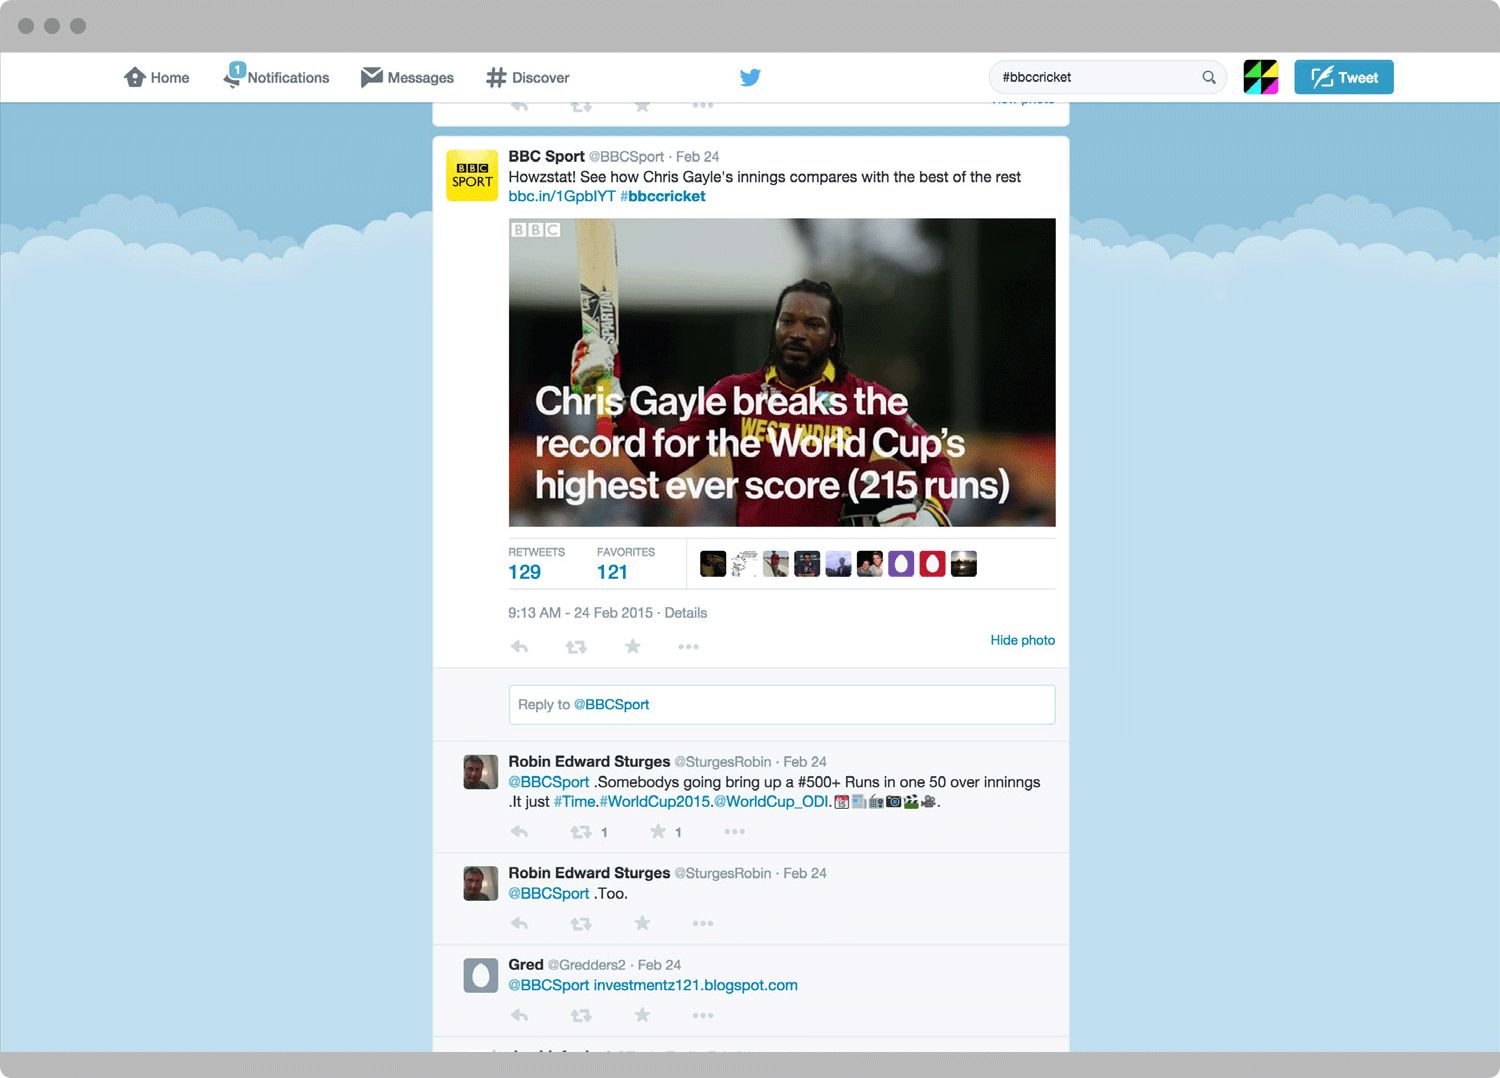 1
Home Notifications Messages # Discover #bbccricket Tweet
BBC Sport @BBCSport · Feb 24
BBC
SPORT
Howzstat! See how Chris Gayle's innings compares with the best of the rest
bbc.in/1GpbIYT #bbccricket
BBC
SPARTAN
WEST INDIES
Chris Gayle breaks the
record for the World Cup's
highest ever score (215 runs)
RETWEETS FAVORITES
129 121
9:13 AM - 24 Feb 2015 · Details
Hide photo
Reply to @BBCSport
Robin Edward Sturges @SturgesRobin · Feb 24
@BBCSport .Somebodys going bring up a #500+ Runs in one 50 over inninngs
.It just #Time.#WorldCup2015.@WorldCup_ODI.📅📰📻📷🎬🎥.
1 1
Robin Edward Sturges @SturgesRobin · Feb 24
@BBCSport .Too.
Gred @Gredders2 · Feb 24
@BBCSport investmentz121.blogspot.com